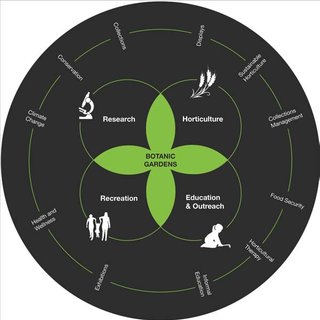 Collections
Displays
Conservation
Sustainable
Horticulture
Climate
Change
Collections
Management
Research
Horticulture
BOTANIC
GARDENS
Recreation
Education
& Outreach
Food Security
Health and
Wellness
Horticultural
Therapy
Exhibitions
Informal
Education